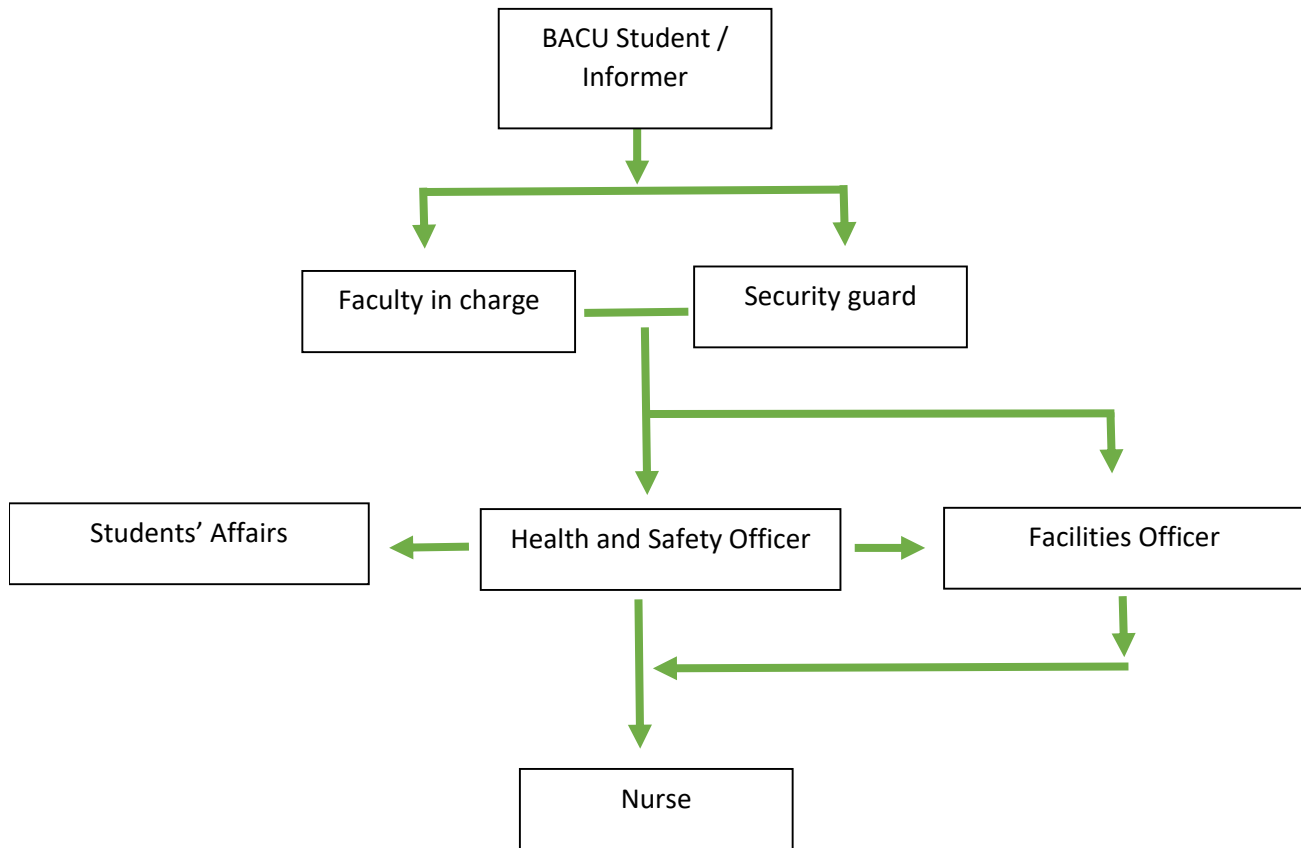 BACU Student /
Informer
Faculty in charge
Security guard
Students’ Affairs
Health and Safety Officer
Facilities Officer
Nurse